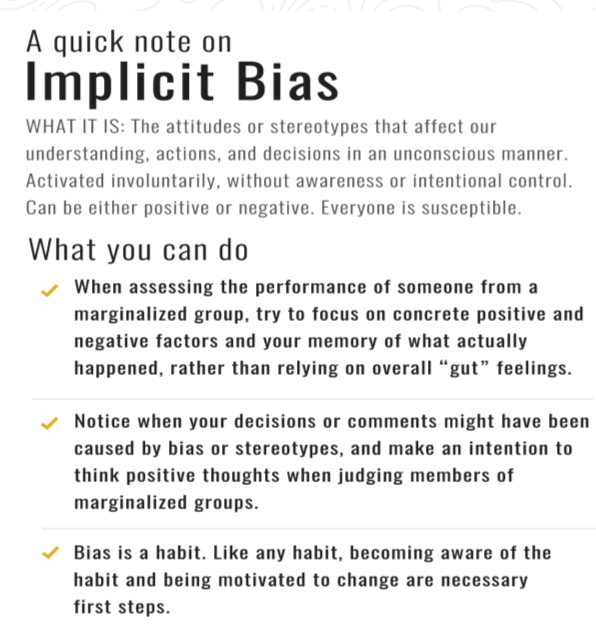 A quick note on
Implicit Bias
WHAT IT IS: The attitudes or stereotypes that affect our
understanding, actions, and decisions in an unconscious manner.
Activated involuntarily, without awareness or intentional control.
Can be either positive or negative. Everyone is susceptible.
What you can do
When assessing the performance of someone from a
marginalized group, try to focus on concrete positive and
negative factors and your memory of what actually
happened, rather than relying on overall “gut” feelings.
Notice when your decisions or comments might have been
caused by bias or stereotypes, and make an intention to
think positive thoughts when judging members of
marginalized groups.
Bias is a habit. Like any habit, becoming aware of the
habit and being motivated to change are necessary
first steps.